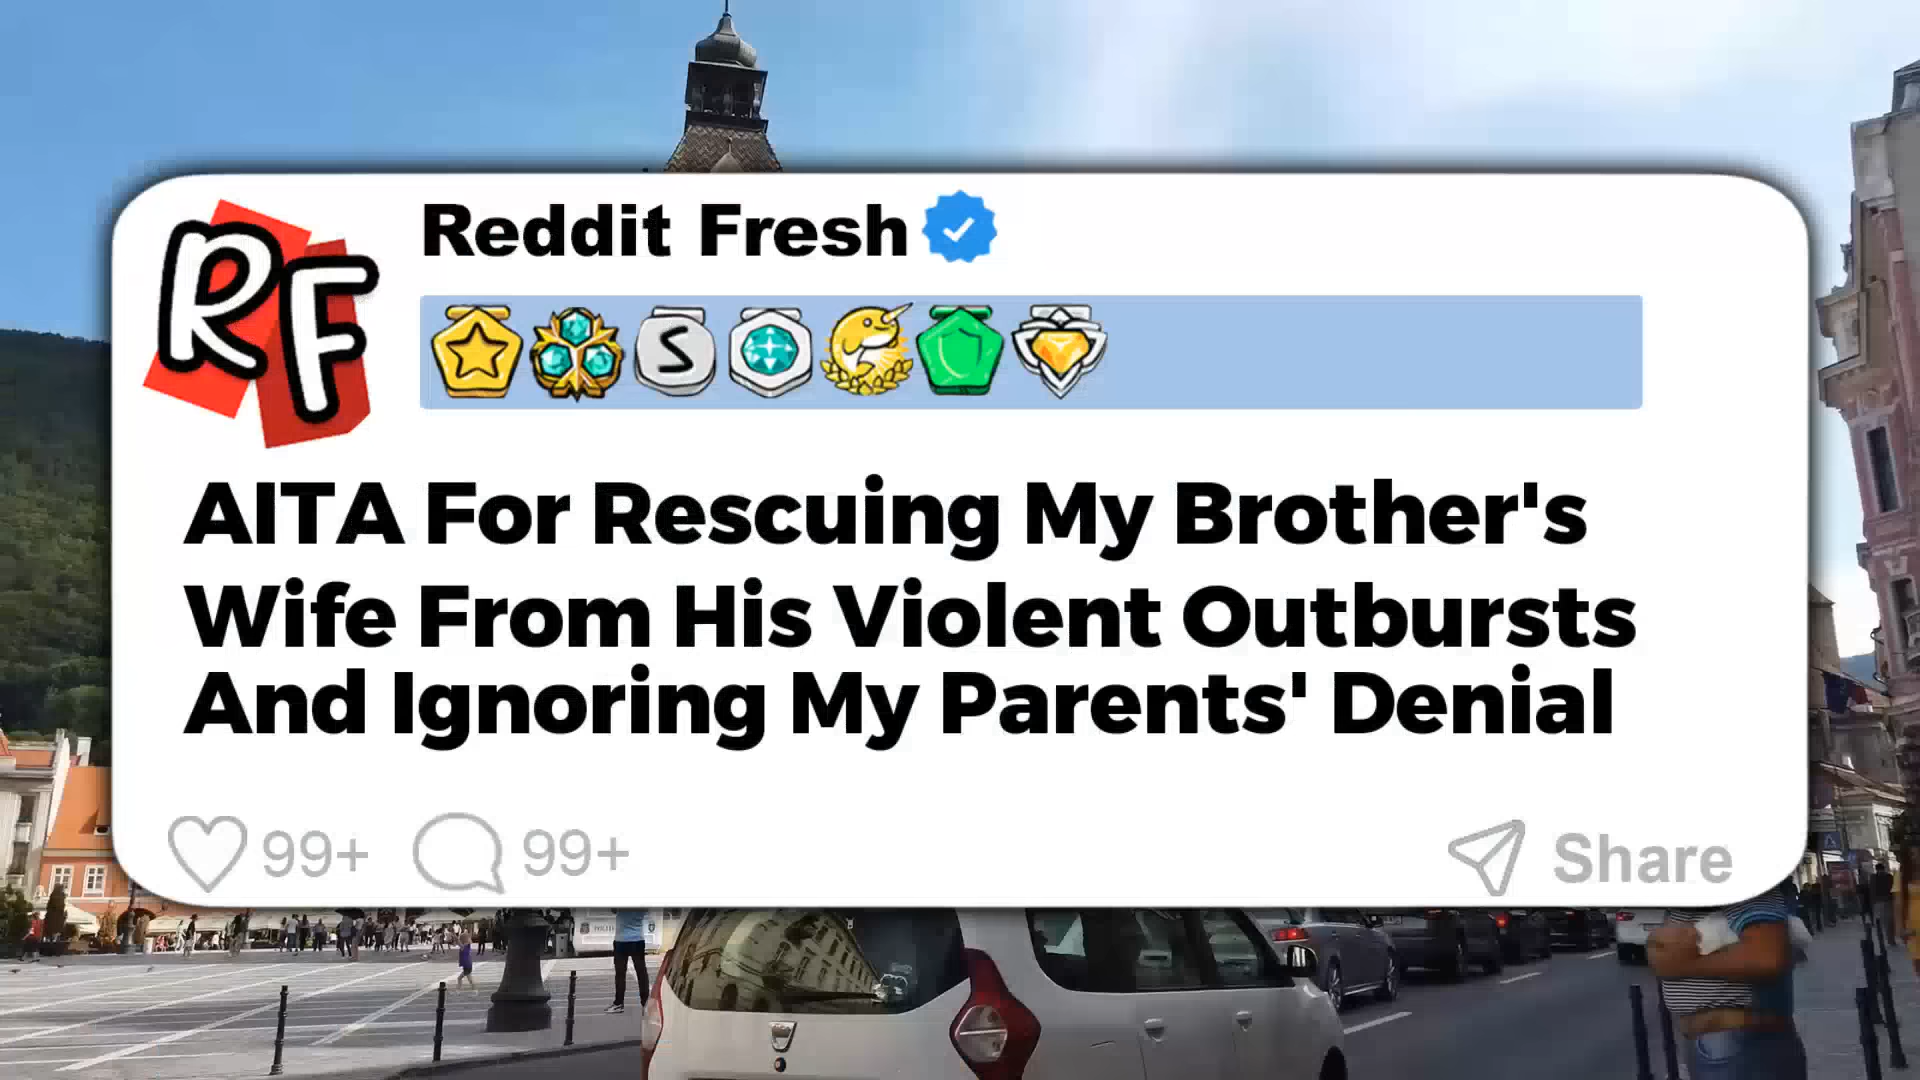 RF
Reddit Fresh
S
AITA For Rescuing My Brother's
Wife From His Violent Outbursts
And Ignoring My Parents' Denial
99+
99+
Share